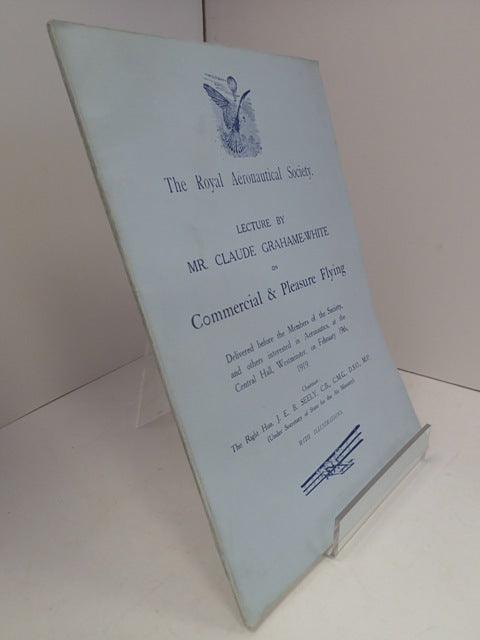 The Royal Aeronautical Society.
LECTURE BY
MR. CLAUDE GRAHAME-WHITE
ON
Commercial & Pleasure Flying
Delivered before the Members of the Society,
and others interested in Aeronautics, at the
Central Hall, Westminster, on February 19th,
1919
Chairman:
The Right Hon. J. E. B. SEELY, C.B., C.M.G., D.S.O., M.P.
(Under Secretary of State for the Air Ministry)
WITH ILLUSTRATIONS.